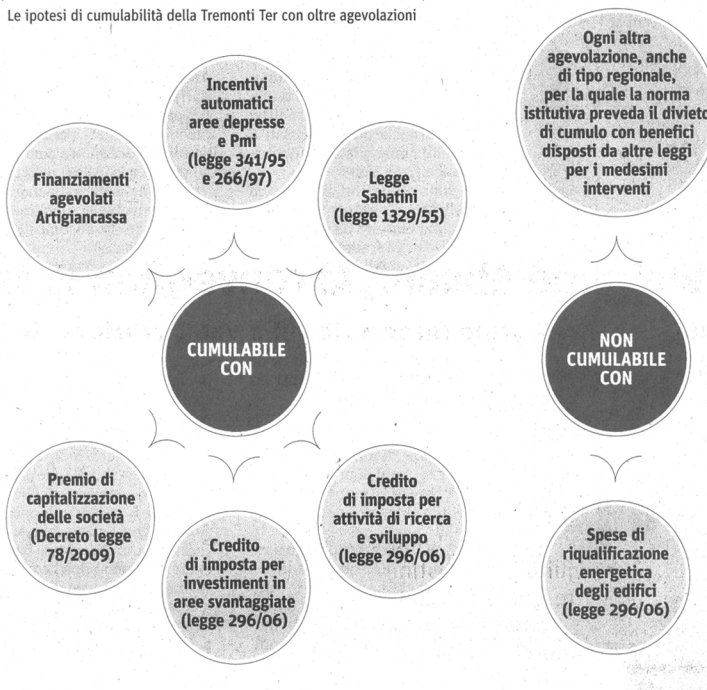 Le ipotesi di cumulabilità della Tremonti Ter con oltre agevolazioni
Incentivi
automatici
aree depresse
e Pmi
(legge 341/95
e 266/97)
Finanziamenti
agevolati
Artigiancassa
Legge
Sabatini
(legge 1329/55)
CUMULABILE
CON
Premio di
capitalizzazione
delle società
(Decreto legge
78/2009)
Credito
di imposta per
investimenti in
aree svantaggiate
(legge 296/06)
Credito
di imposta per
attività di ricerca
e sviluppo
(legge 296/06)
Ogni altra
agevolazione, anche
di tipo regionale,
per la quale la norma
istitutiva preveda il divieto
di cumulo con benefici
disposti da altre leggi
per i medesimi
interventi
NON
CUMULABILE
CON
Spese di
riqualificazione
energetica
degli edifici
(legge 296/06)